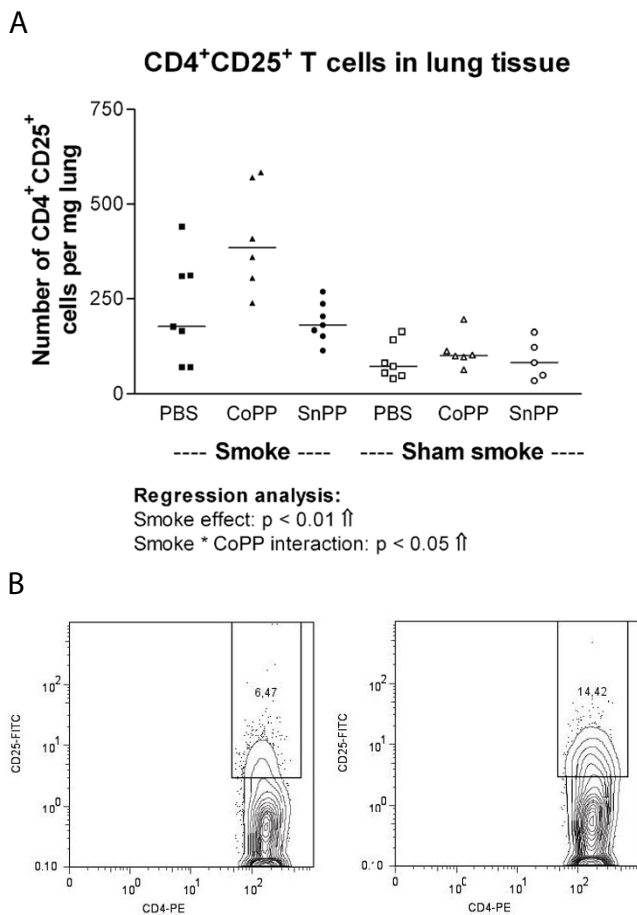 A
CD4⁺CD25⁺ T cells in lung tissue
Number of CD4⁺ CD25⁺
cells per mg lung
750
500
250
0
PBS CoPP SnPP PBS CoPP SnPP
---- Smoke ---- ---- Sham smoke ----
Regression analysis:
Smoke effect: p < 0.01 ⇑
Smoke * CoPP interaction: p < 0.05 ⇑
B
CD25-FITC
10²
10¹
10⁰
0.10
6,47
0 10⁰ 10¹ 10²
CD4-PE
CD25-FITC
10²
10¹
10⁰
0.10
14,42
0 10⁰ 10¹ 10²
CD4-PE